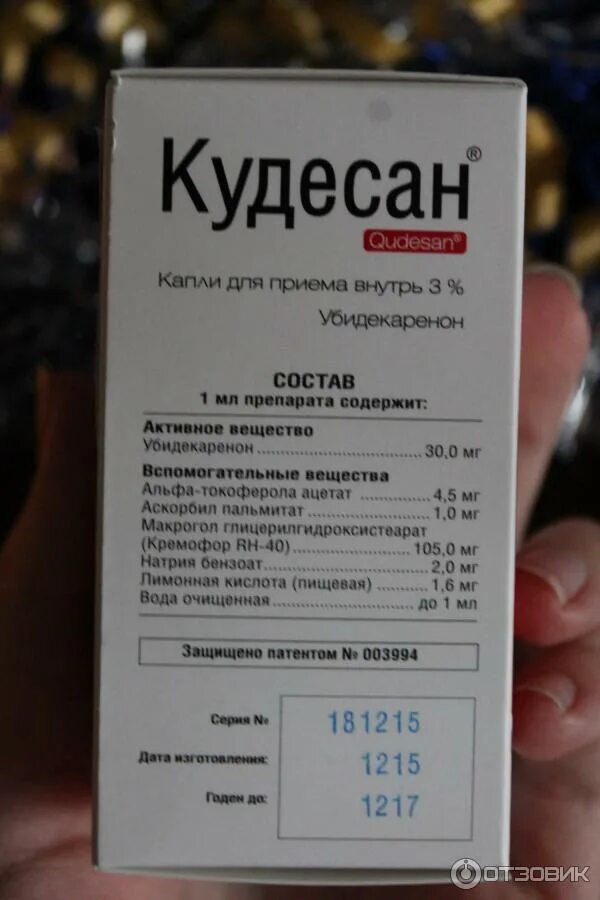 Кудесан®
Qudesan®
Капли для приема внутрь 3 %
Убидекаренон
СОСТАВ
1 мл препарата содержит:
Активное вещество
Убидекаренон ........................ 30,0 мг
Вспомогательные вещества
Альфа-токоферола ацетат .......... 4,5 мг
Аскорбил пальмитат ................. 1,0 мг
Макрогол глицерилгидроксистеарат
(Кремофор RH-40) .................. 105,0 мг
Натрия бензоат ........................ 2,0 мг
Лимонная кислота (пищевая) ....... 1,6 мг
Вода очищенная ..................... до 1 мл
Защищено патентом № 003994
Серия № 181215
Дата изготовления: 1215
Годен до: 1217
ОТЗОВИК